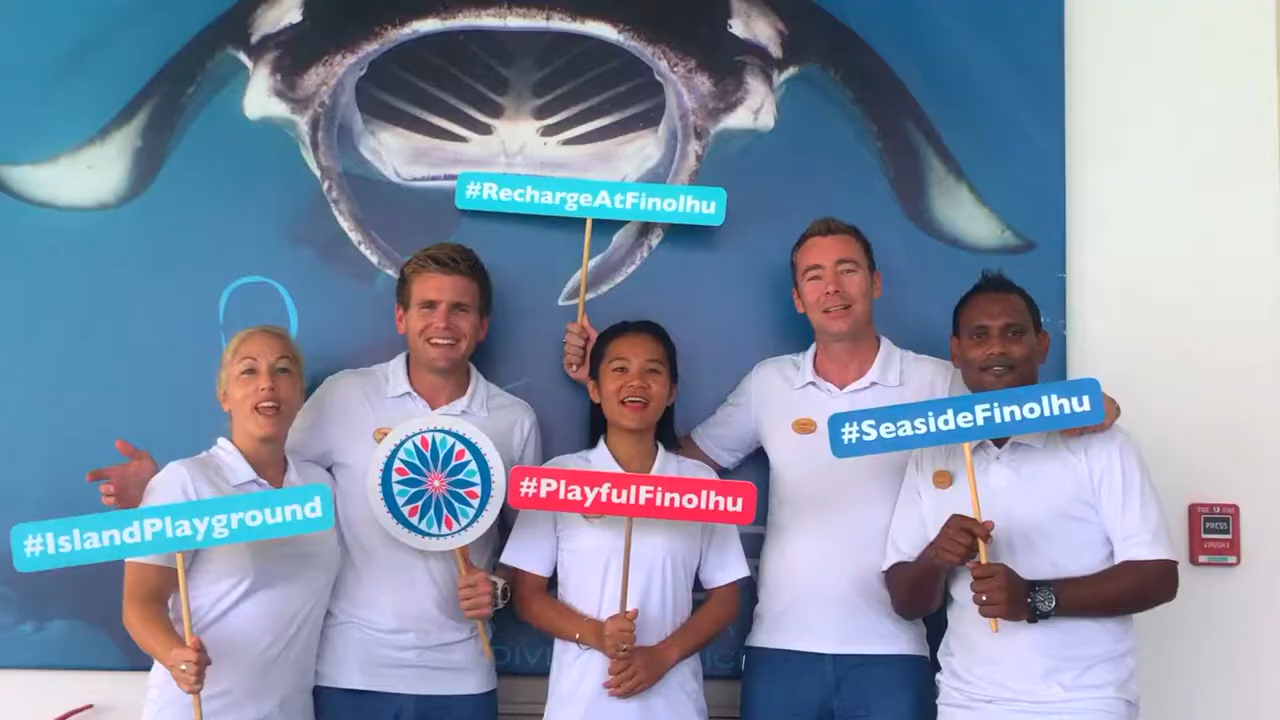 #RechargeAtFinolhu
#SeasideFinolhu
#PlayfulFinolhu
#IslandPlayground
PRESS